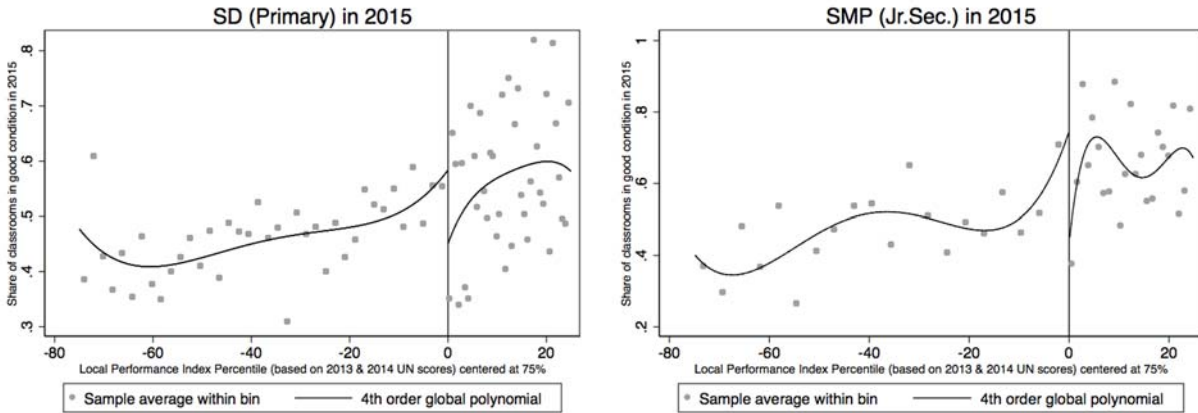 SD (Primary) in 2015
Share of classrooms in good condition in 2015
.8
.7
.6
.5
.4
.3
-80 -60 -40 -20 0 20
Local Performance Index Percentile (based on 2013 & 2014 UN scores) centered at 75%
Sample average within bin 4th order global polynomial
SMP (Jr.Sec.) in 2015
Share of classrooms in good condition in 2015
1
.8
.6
.4
.2
-80 -60 -40 -20 0 20
Local Performance Index Percentile (based on 2013 & 2014 UN scores) centered at 75%
Sample average within bin 4th order global polynomial